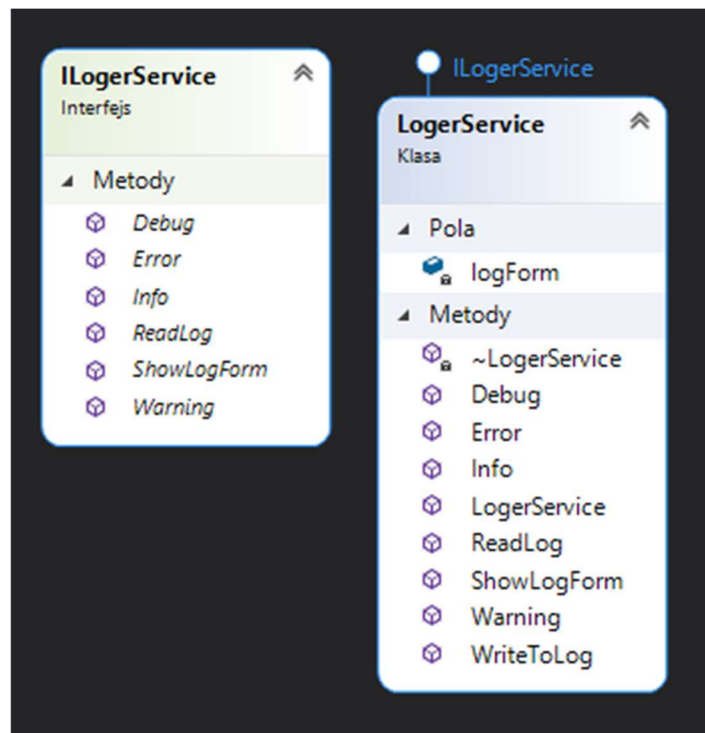 ILogerService
Interfejs
Metody
Debug
Error
Info
ReadLog
ShowLogForm
Warning
ILogerService
LogerService
Klasa
Pola
logForm
Metody
~LogerService
Debug
Error
Info
LogerService
ReadLog
ShowLogForm
Warning
WriteToLog